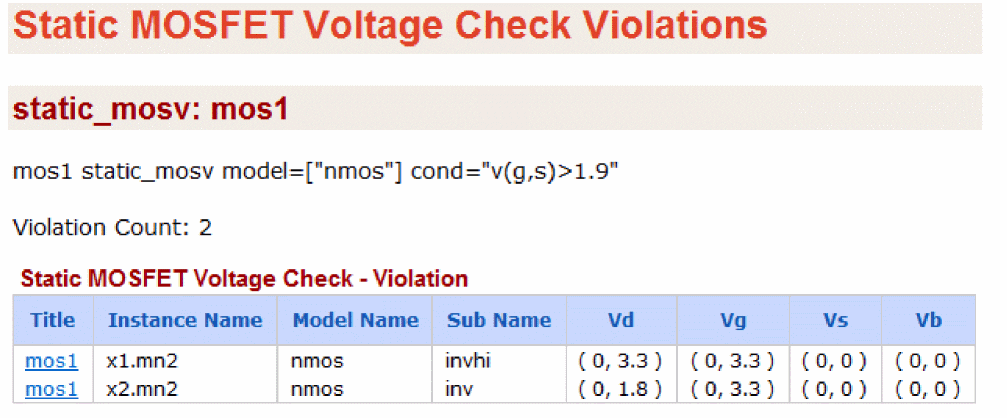 Static MOSFET Voltage Check Violations
static_mosv: mos1
mos1 static_mosv model=["nmos"] cond="v(g,s)>1.9"
Violation Count: 2
Static MOSFET Voltage Check - Violation
Title Instance Name Model Name Sub Name Vd Vg Vs Vb
mos1 x1.mn2 nmos invhi ( 0, 3.3 ) ( 0, 3.3 ) ( 0, 0 ) ( 0, 0 )
mos1 x2.mn2 nmos inv ( 0, 1.8 ) ( 0, 3.3 ) ( 0, 0 ) ( 0, 0 )